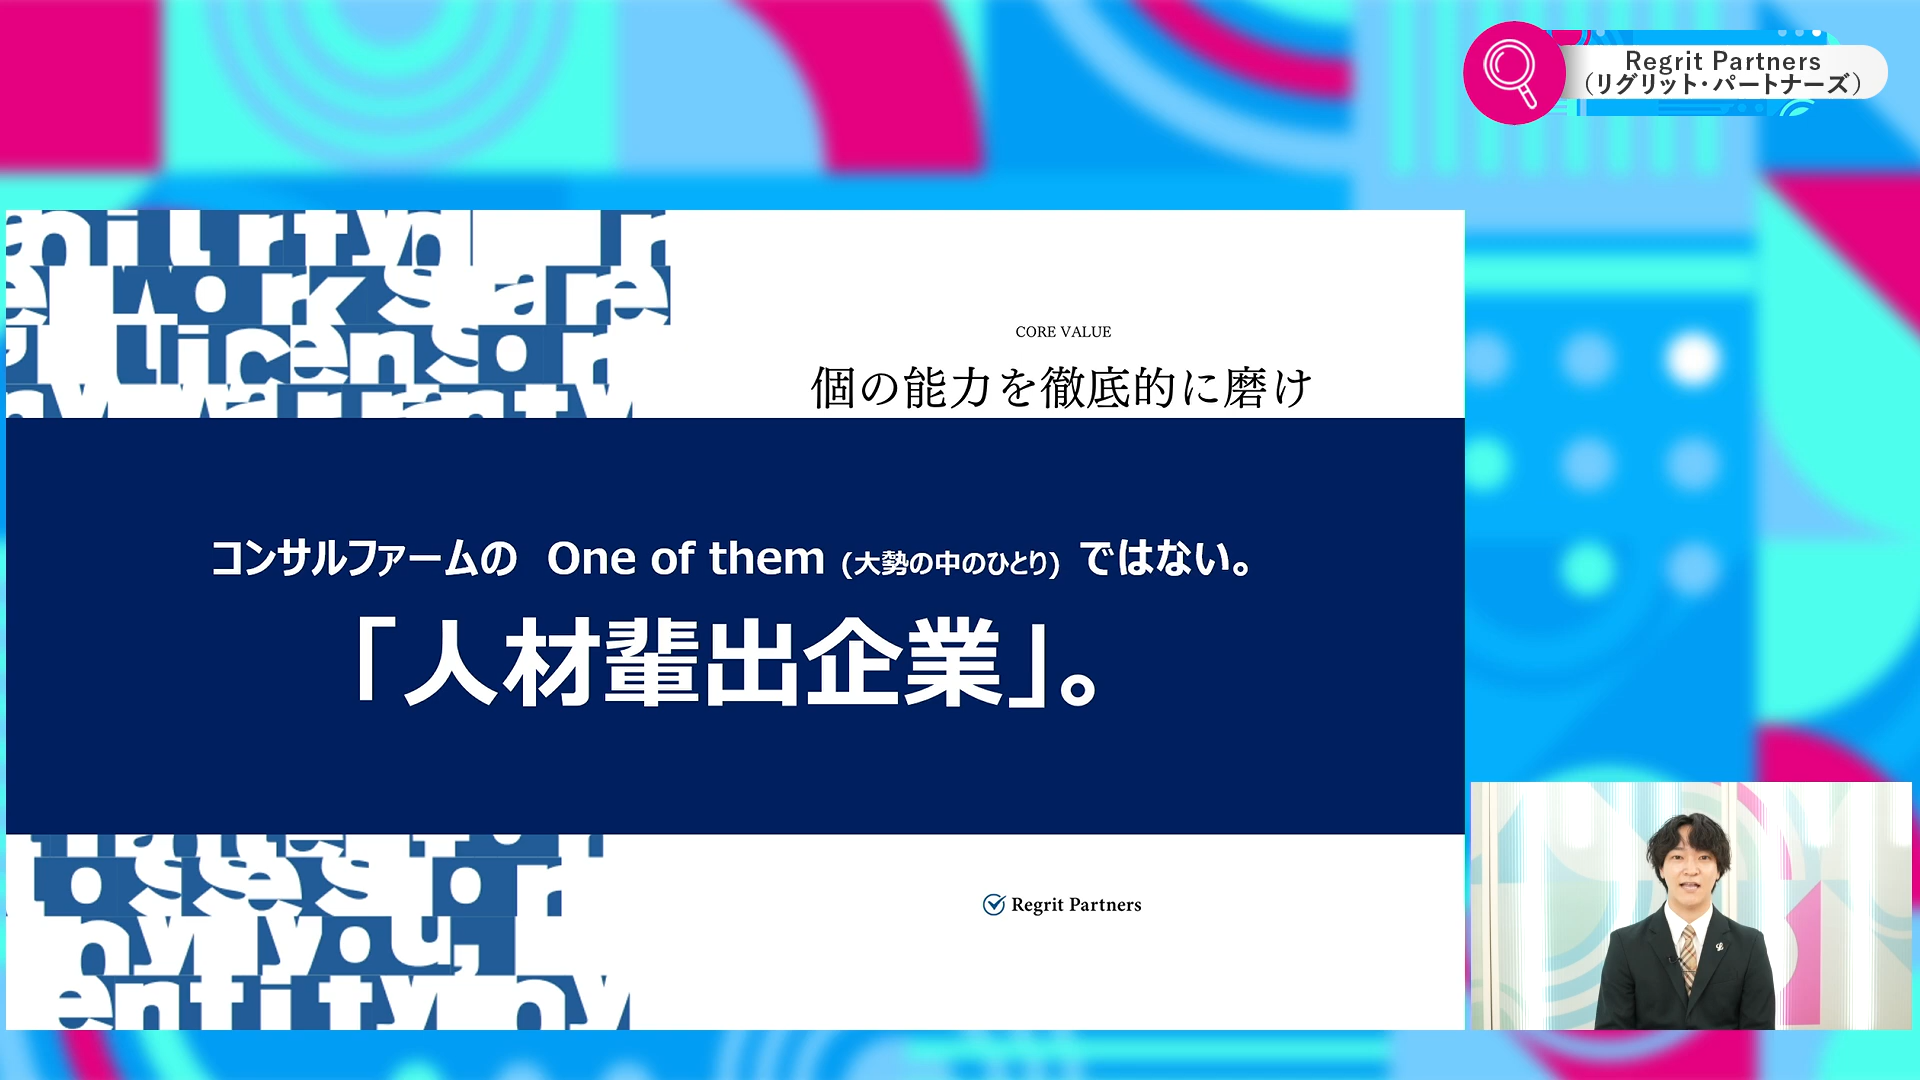 Regrit Partners
（リグリット・パートナーズ）
CORE VALUE
個の能力を徹底的に磨け
コンサルファームの One of them (大勢の中のひとり) ではない。
「人材輩出企業」。
Regrit Partners